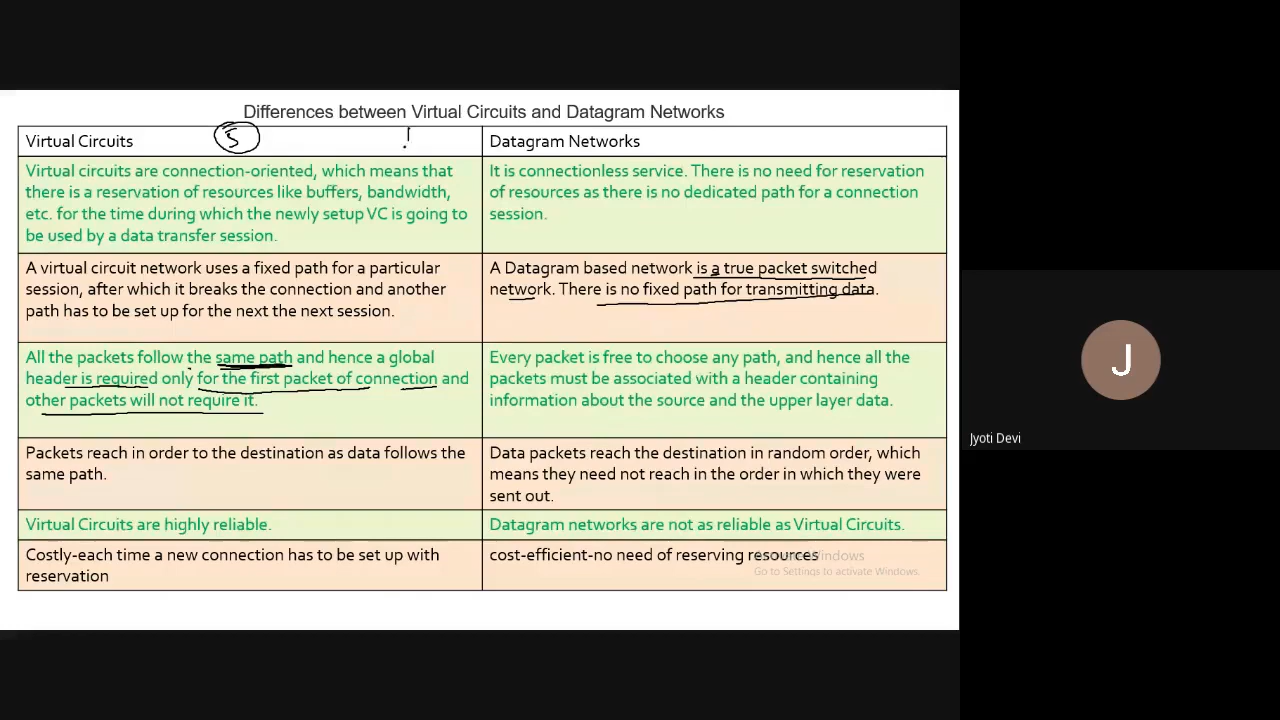 Differences between Virtual Circuits and Datagram Networks
Virtual Circuits
5
!
Datagram Networks
Virtual circuits are connection-oriented, which means that
there is a reservation of resources like buffers, bandwidth,
etc. for the time during which the newly setup VC is going to
be used by a data transfer session.
It is connectionless service. There is no need for reservation
of resources as there is no dedicated path for a connection
session.
A virtual circuit network uses a fixed path for a particular
session, after which it breaks the connection and another
path has to be set up for the next the next session.
A Datagram based network is a true packet switched
network. There is no fixed path for transmitting data.
All the packets follow the same path and hence a global
header is required only for the first packet of connection and
other packets will not require it.
Every packet is free to choose any path, and hence all the
packets must be associated with a header containing
information about the source and the upper layer data.
Packets reach in order to the destination as data follows the
same path.
Data packets reach the destination in random order, which
means they need not reach in the order in which they were
sent out.
Virtual Circuits are highly reliable.
Datagram networks are not as reliable as Virtual Circuits.
Costly-each time a new connection has to be set up with
reservation
cost-efficient-no need of reserving resources
Activate Windows
Go to Settings to activate Windows.
J
Jyoti Devi